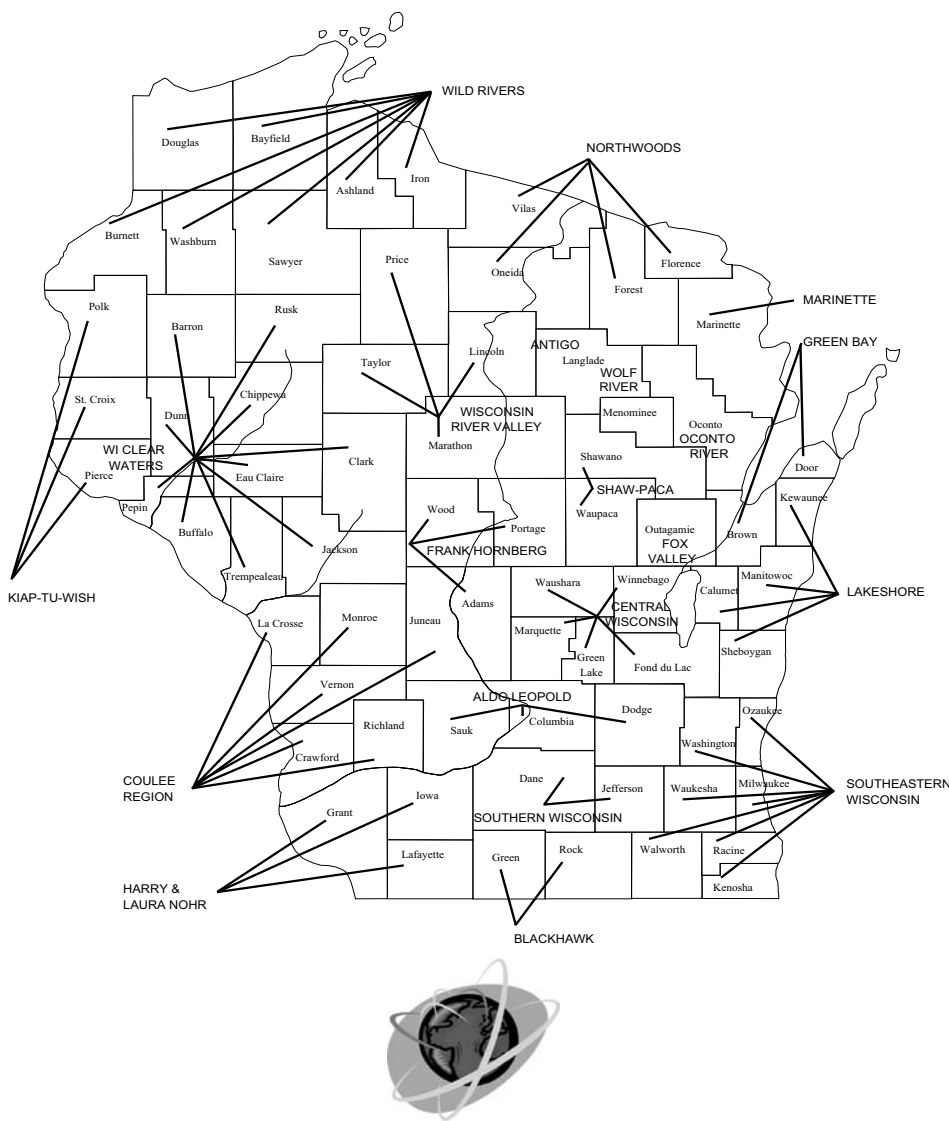 WILD RIVERS
Douglas
Bayfield
NORTHWOODS
Ashland
Iron
Vilas
Burnett
Washburn
Sawyer
Price
Oneida
Florence
Forest
MARINETTE
Polk
Barron
Rusk
Marinette
ANTIGO
GREEN BAY
Taylor
Lincoln
Langlade
WOLF
RIVER
St. Croix
Dunn
Chippewa
WISCONSIN
RIVER VALLEY
Menominee
Oconto
OCONTO
RIVER
WI CLEAR
WATERS
Marathon
Clark
Shawano
Door
Pierce
Eau Claire
SHAW-PACA
Kewaunee
Pepin
Buffalo
Wood
Portage
Waupaca
Outagamie
FOX
VALLEY
Brown
Jackson
FRANK HORNBERG
Trempealeau
KIAP-TU-WISH
Waushara
Winnebago
Calumet
Manitowoc
LAKESHORE
Adams
CENTRAL
WISCONSIN
La Crosse
Monroe
Juneau
Marquette
Green
Lake
Fond du Lac
Sheboygan
Vernon
ALDO LEOPOLD
Richland
Sauk
Columbia
Dodge
Ozaukee
Crawford
Washington
COULEE
REGION
Dane
Jefferson
Waukesha
Milwaukee
SOUTHEASTERN
WISCONSIN
Grant
Iowa
SOUTHERN WISCONSIN
Lafayette
Green
Rock
Walworth
Racine
Kenosha
HARRY &
LAURA NOHR
BLACKHAWK